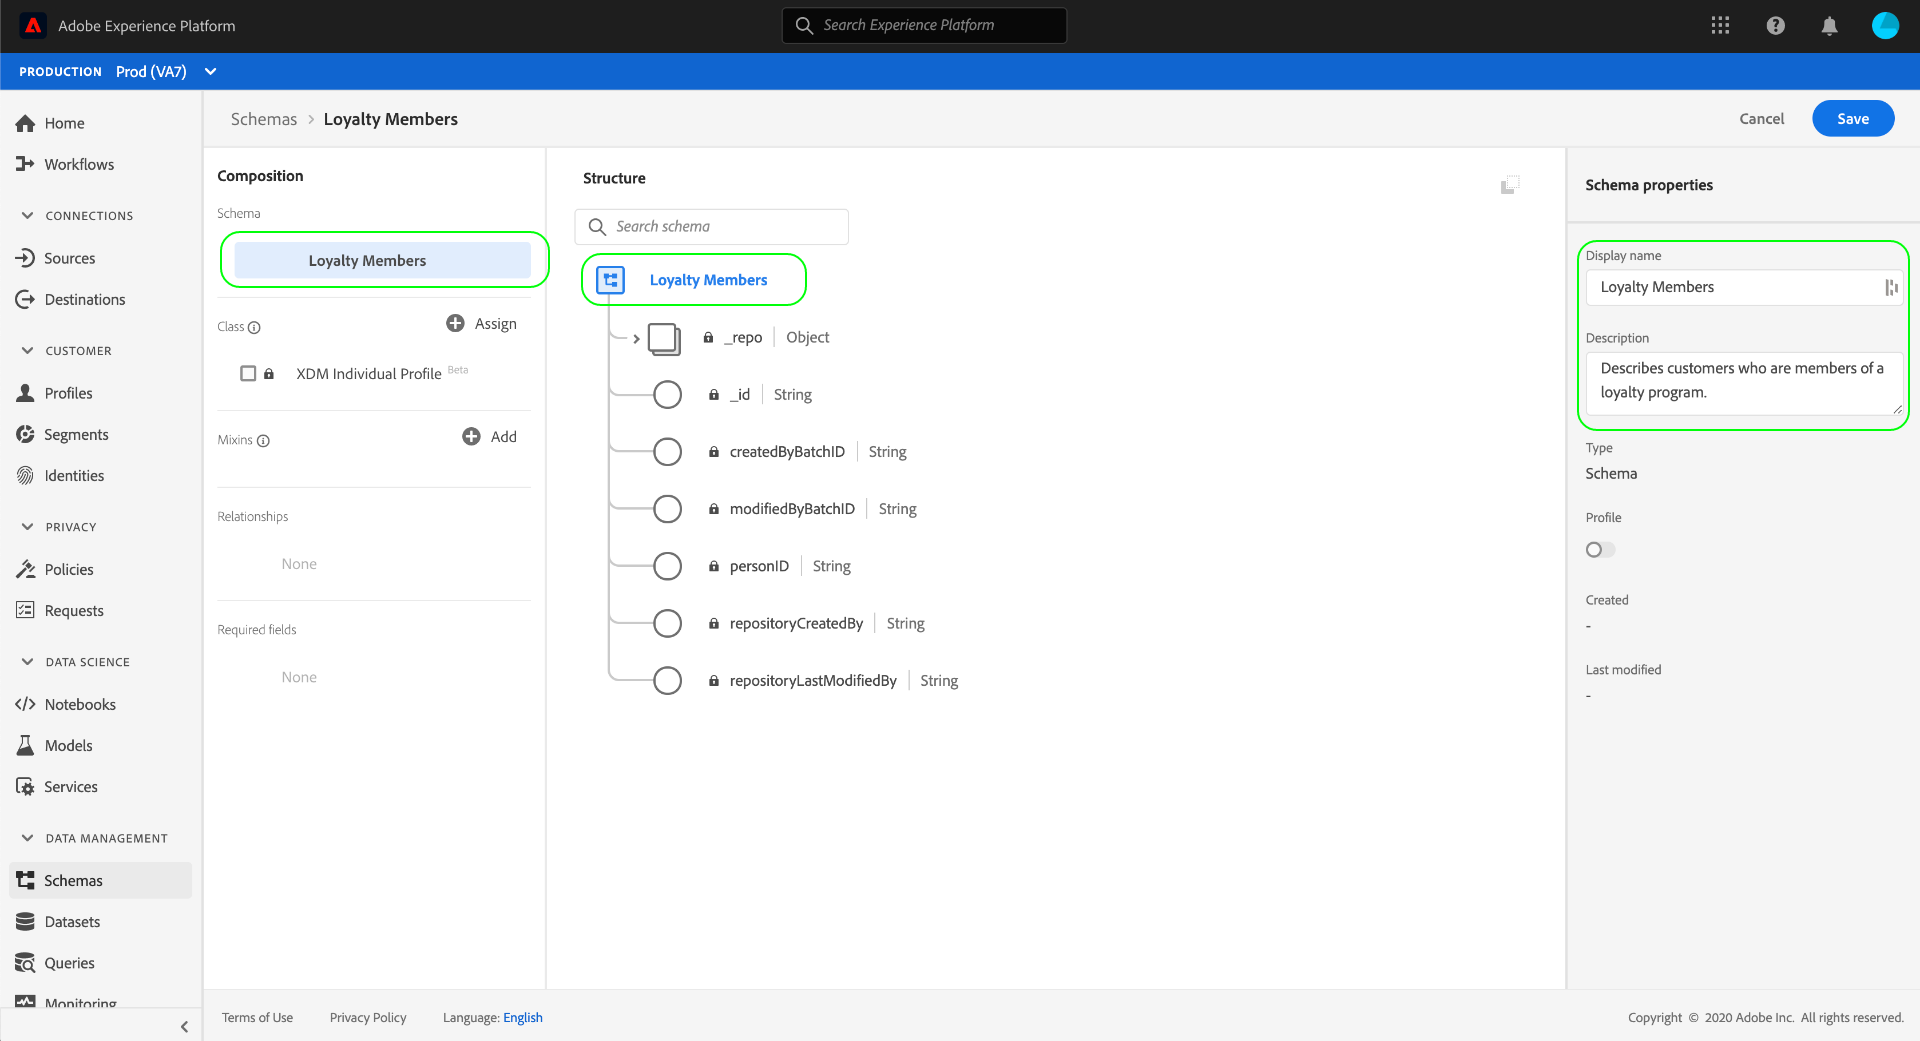 Adobe Experience Platform
Search Experience Platform
PRODUCTION Prod (VA7)
Home
Workflows
CONNECTIONS
Sources
Destinations
CUSTOMER
Profiles
Segments
Identities
PRIVACY
Policies
Requests
DATA SCIENCE
Notebooks
Models
Services
DATA MANAGEMENT
Schemas
Datasets
Queries
Monitoring
Schemas > Loyalty Members
Cancel
Save
Composition
Schema
Loyalty Members
Class
Assign
XDM Individual Profile Beta
Mixins
Add
Relationships
None
Required fields
None
Structure
Search schema
Loyalty Members
_repo Object
_id String
createdByBatchID String
modifiedByBatchID String
personID String
repositoryCreatedBy String
repositoryLastModifiedBy String
Schema properties
Display name
Loyalty Members
Description
Describes customers who are members of a
loyalty program.
Type
Schema
Profile
Created
-
Last modified
-
Terms of Use Privacy Policy Language: English
Copyright © 2020 Adobe Inc. All rights reserved.